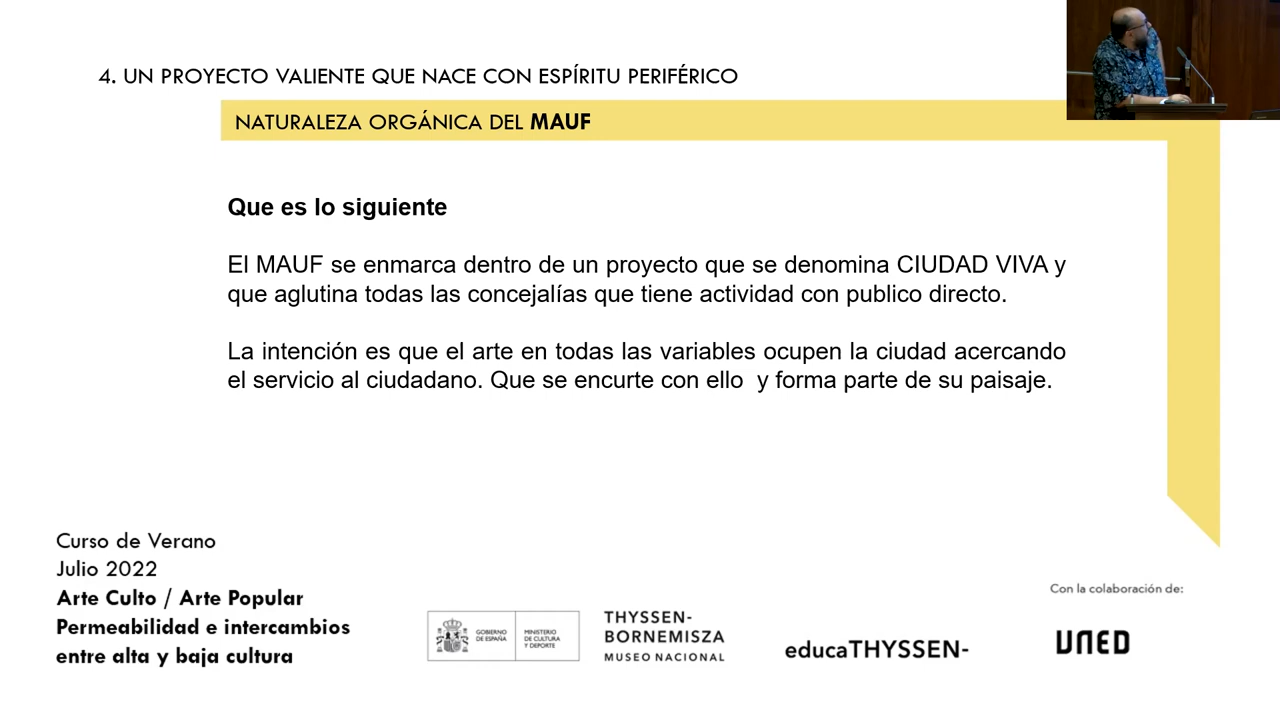 4. UN PROYECTO VALIENTE QUE NACE CON ESPÍRITU PERIFÉRICO
NATURALEZA ORGÁNICA DEL MAUF
Que es lo siguiente
El MAUF se enmarca dentro de un proyecto que se denomina CIUDAD VIVA y
que aglutina todas las concejalías que tiene actividad con publico directo.
La intención es que el arte en todas las variables ocupen la ciudad acercando
el servicio al ciudadano. Que se encurte con ello  y forma parte de su paisaje.
Curso de Verano
Julio 2022
Arte Culto / Arte Popular
Permeabilidad e intercambios
entre alta y baja cultura
GOBIERNO
DE ESPAÑA
MINISTERIO
DE CULTURA
Y DEPORTE
THYSSEN-
BORNEMISZA
MUSEO NACIONAL
educaTHYSSEN-
Con la colaboración de:
UNED